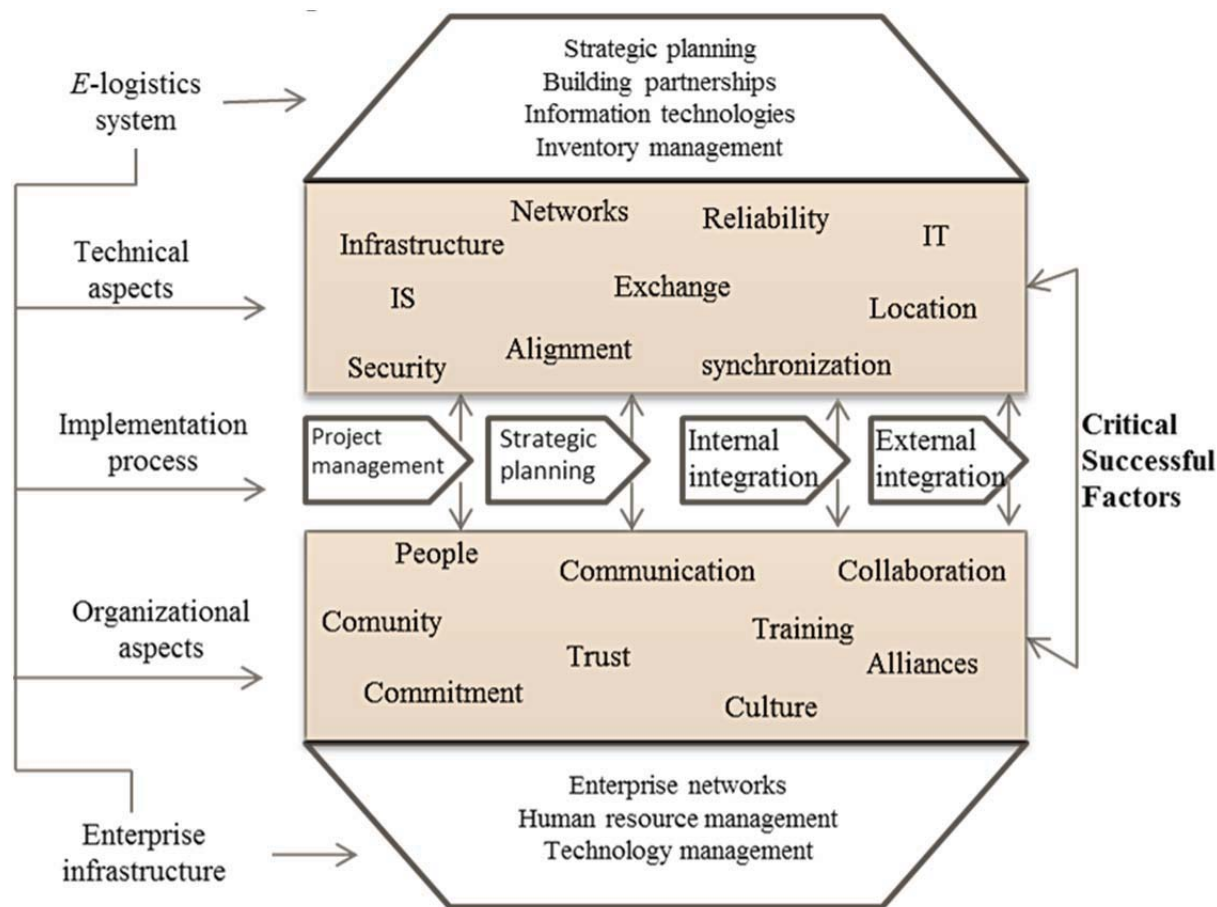 Strategic planning
Building partnerships
Information technologies
Inventory management
E-logistics
system
Networks
Reliability
IT
Infrastructure
IS
Exchange
Location
Alignment
Security
synchronization
Technical
aspects
Implementation
process
Project
management
Strategic
planning
Internal
integration
External
integration
Critical
Successful
Factors
Organizational
aspects
People
Communication
Collaboration
Comunity
Training
Trust
Alliances
Commitment
Culture
Enterprise networks
Human resource management
Technology management
Enterprise
infrastructure